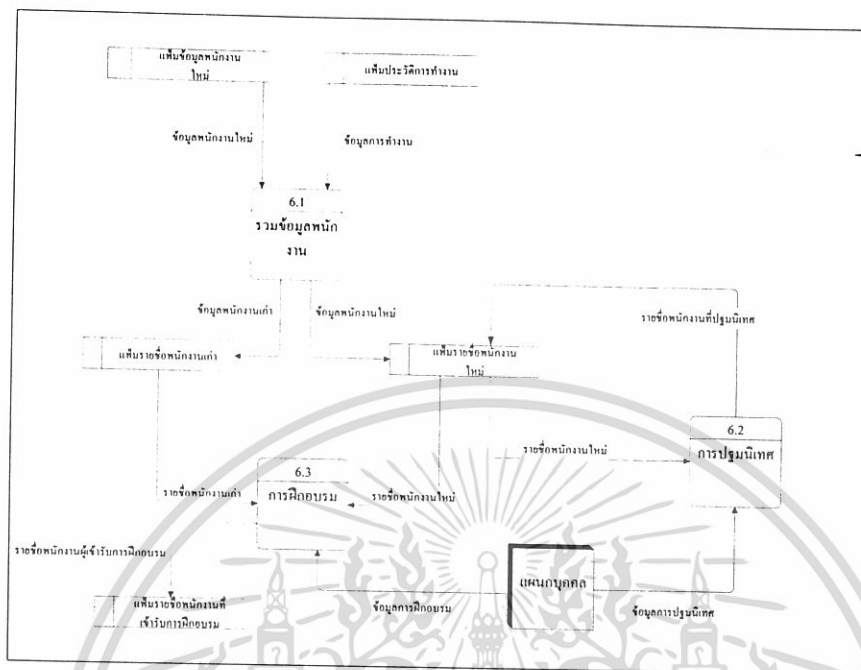 แฟ้มข้อมูลพนักงาน
ใหม่
แฟ้มประวัติการทำงาน
ข้อมูลพนักงานใหม่
ข้อมูลการทำงาน
6.1
รวมข้อมูลพนัก
งาน
ข้อมูลพนักงานเก่า
ข้อมูลพนักงานใหม่
รายชื่อพนักงานที่ปฐมนิเทศ
แฟ้มรายชื่อพนักงานเก่า
แฟ้มรายชื่อพนักงาน
ใหม่
6.2
การปฐมนิเทศ
รายชื่อพนักงานใหม่
6.3
การฝึกอบรม
รายชื่อพนักงานเก่า
รายชื่อพนักงานใหม่
รายชื่อพนักงานผู้เข้ารับการฝึกอบรม
แผนกบุคคล
แฟ้มรายชื่อพนักงานที่
เข้ารับการฝึกอบรม
ข้อมูลการฝึกอบรม
ข้อมูลการปฐมนิเทศ